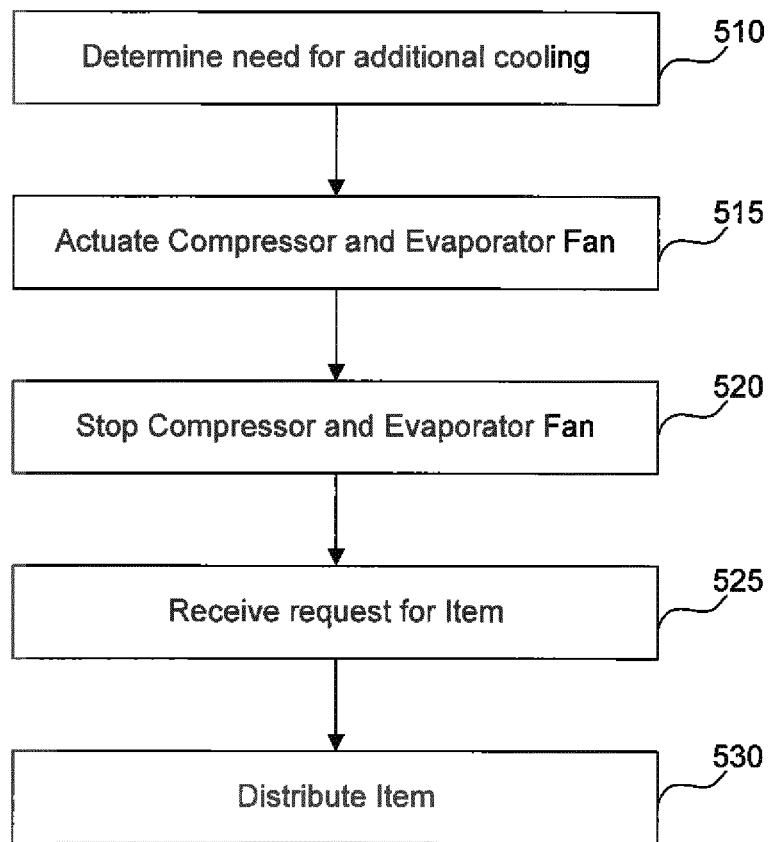 510
Determine need for additional cooling
515
Actuate Compressor and Evaporator Fan
520
Stop Compressor and Evaporator Fan
525
Receive request for Item
530
Distribute Item